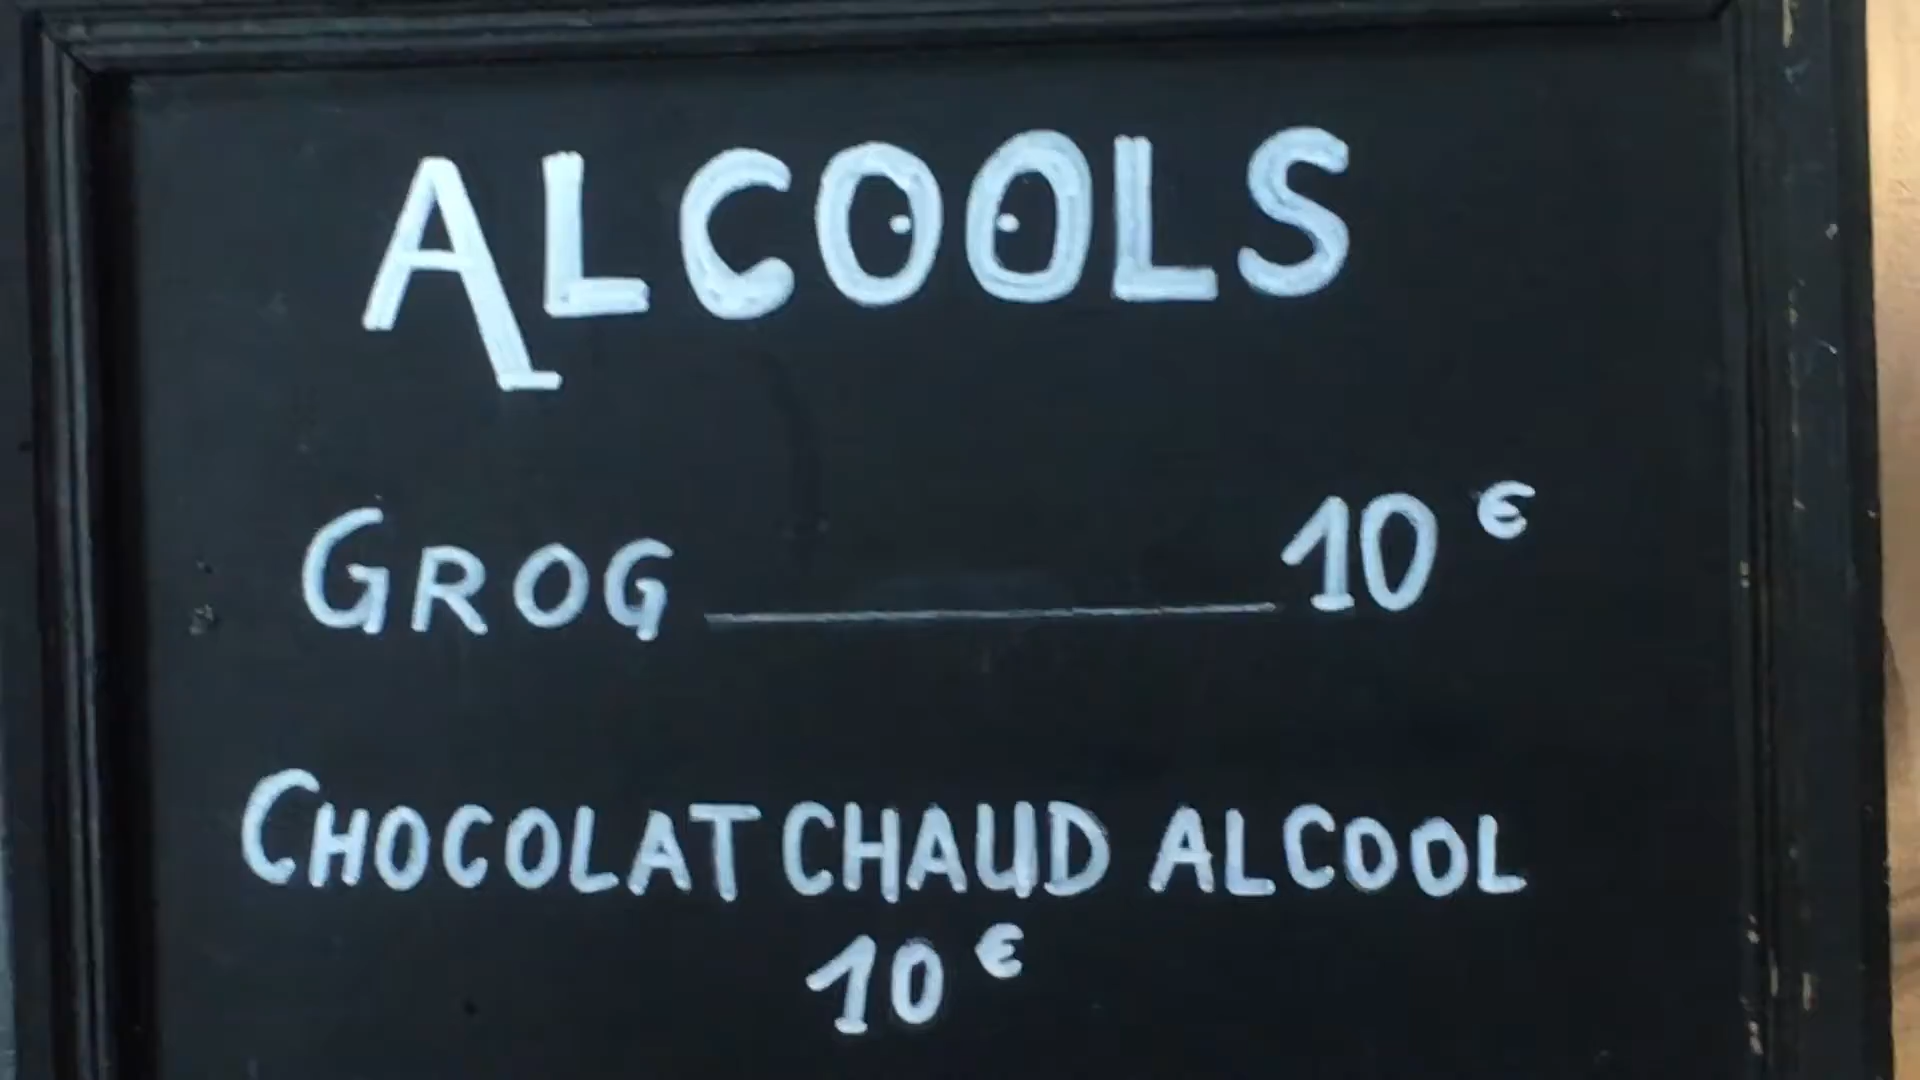 ALCOOLS
GROG 10 €
CHOCOLAT CHAUD ALCOOL
10 €